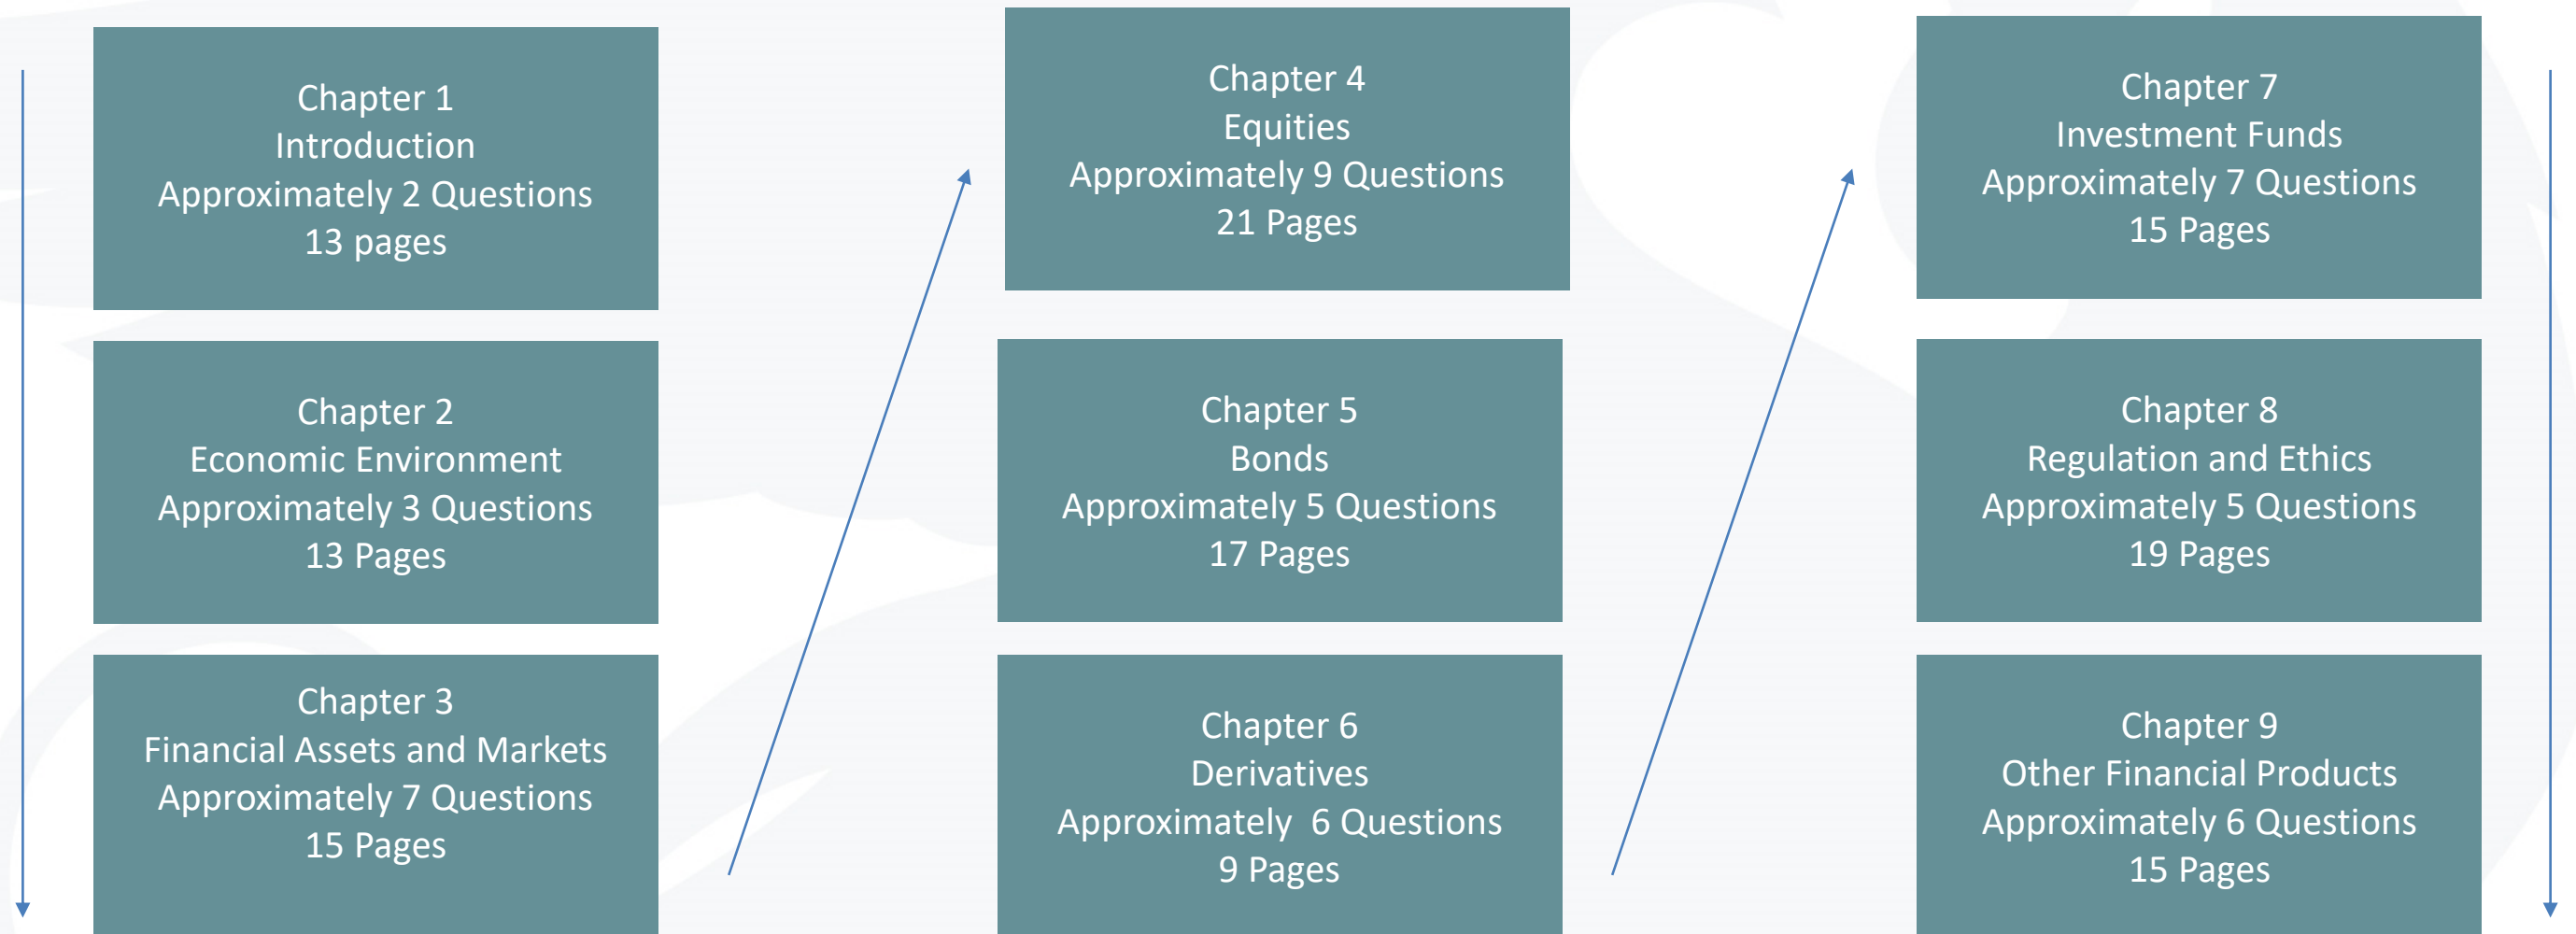 Chapter 1
Introduction
Approximately 2 Questions
13 pages
Chapter 2
Economic Environment
Approximately 3 Questions
13 Pages
Chapter 3
Financial Assets and Markets
Approximately 7 Questions
15 Pages
Chapter 4
Equities
Approximately 9 Questions
21 Pages
Chapter 5
Bonds
Approximately 5 Questions
17 Pages
Chapter 6
Derivatives
Approximately 6 Questions
9 Pages
Chapter 7
Investment Funds
Approximately 7 Questions
15 Pages
Chapter 8
Regulation and Ethics
Approximately 5 Questions
19 Pages
Chapter 9
Other Financial Products
Approximately 6 Questions
15 Pages